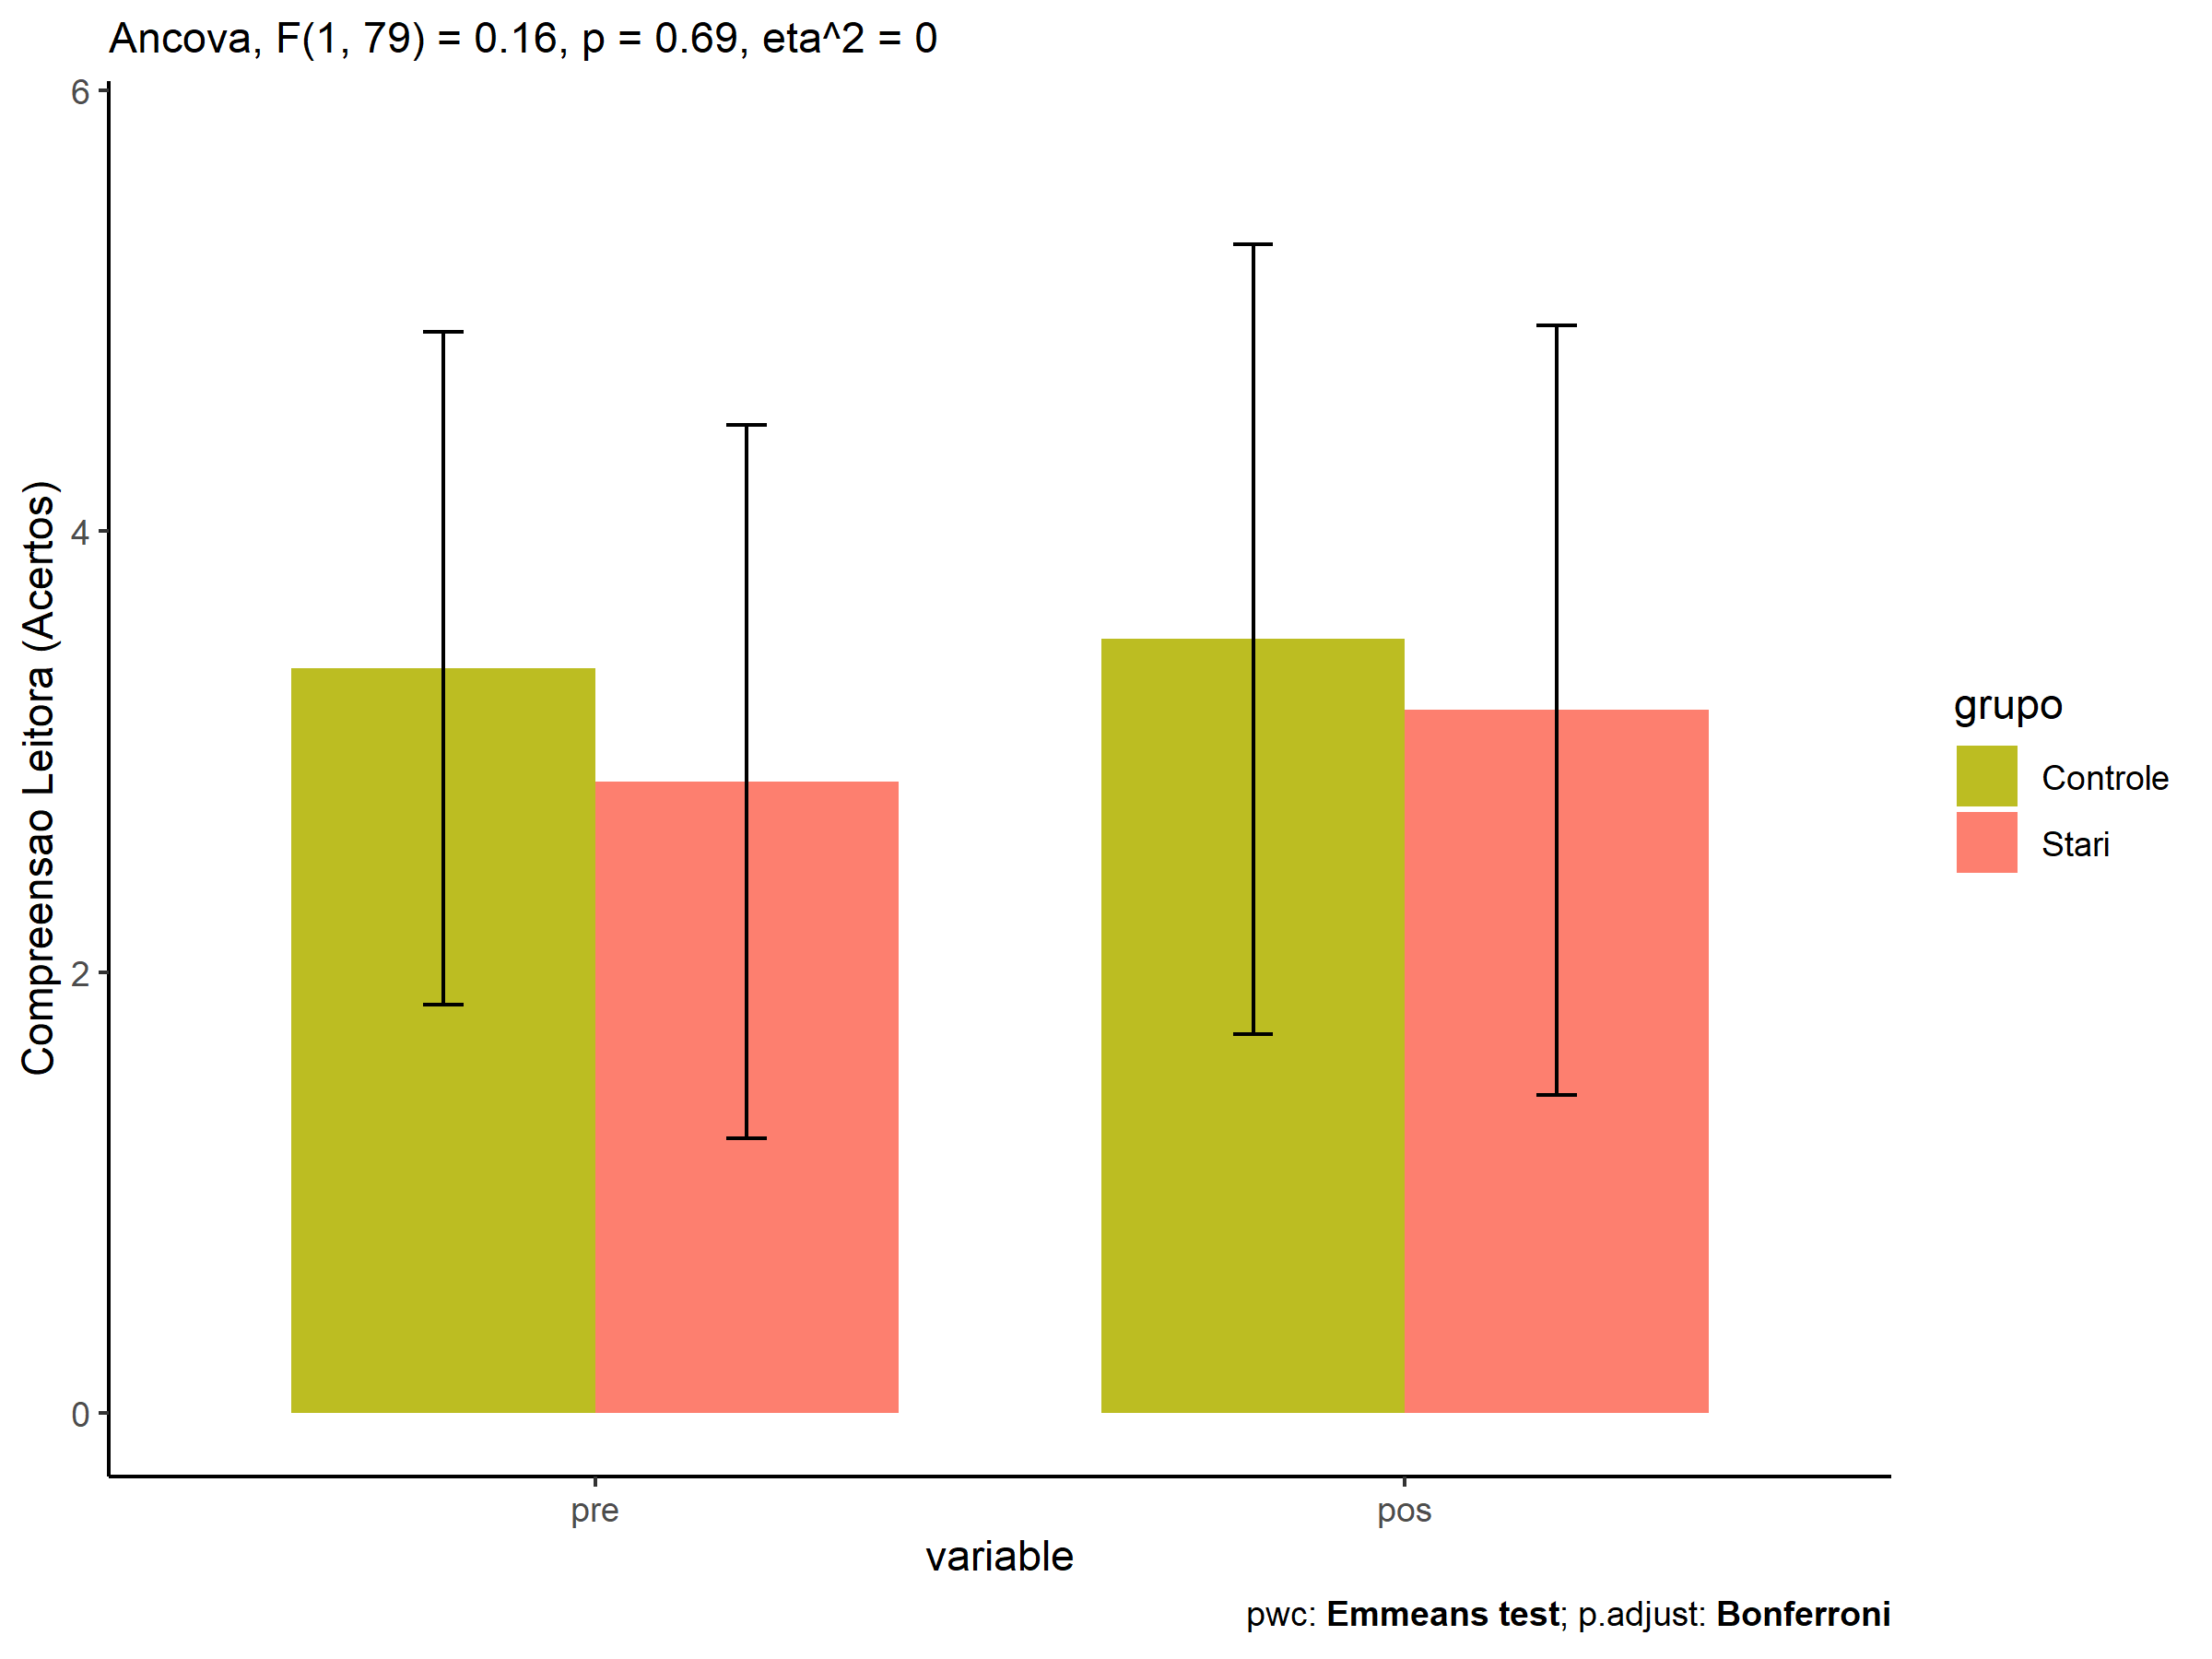 Ancova, F(1, 79) = 0.16, p = 0.69, eta^2 = 0
6
4
2
0
Compreensao Leitora (Acertos)
pre
pos
variable
grupo
Controle
Stari
pwc: Emmeans test; p.adjust: Bonferroni